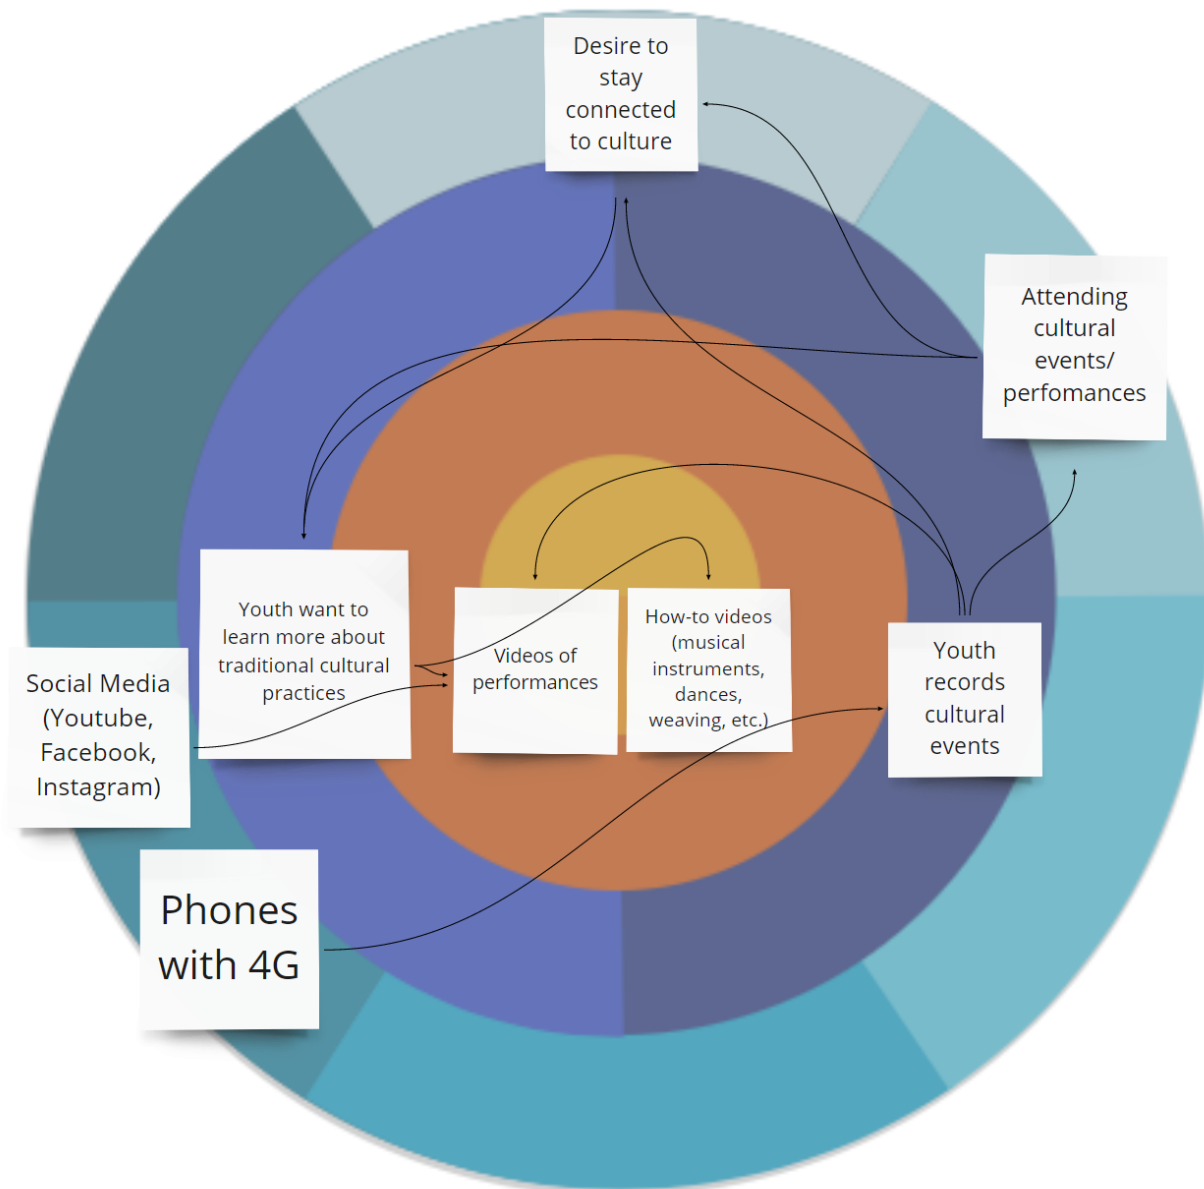 Desire to
stay
connected
to culture
Attending
cultural
events/
perfomances
Youth want to
learn more about
traditional cultural
practices
Videos of
performances
How-to videos
(musical
instruments,
dances,
weaving, etc.)
Youth
records
cultural
events
Social Media
(Youtube,
Facebook,
Instagram)
Phones
with 4G